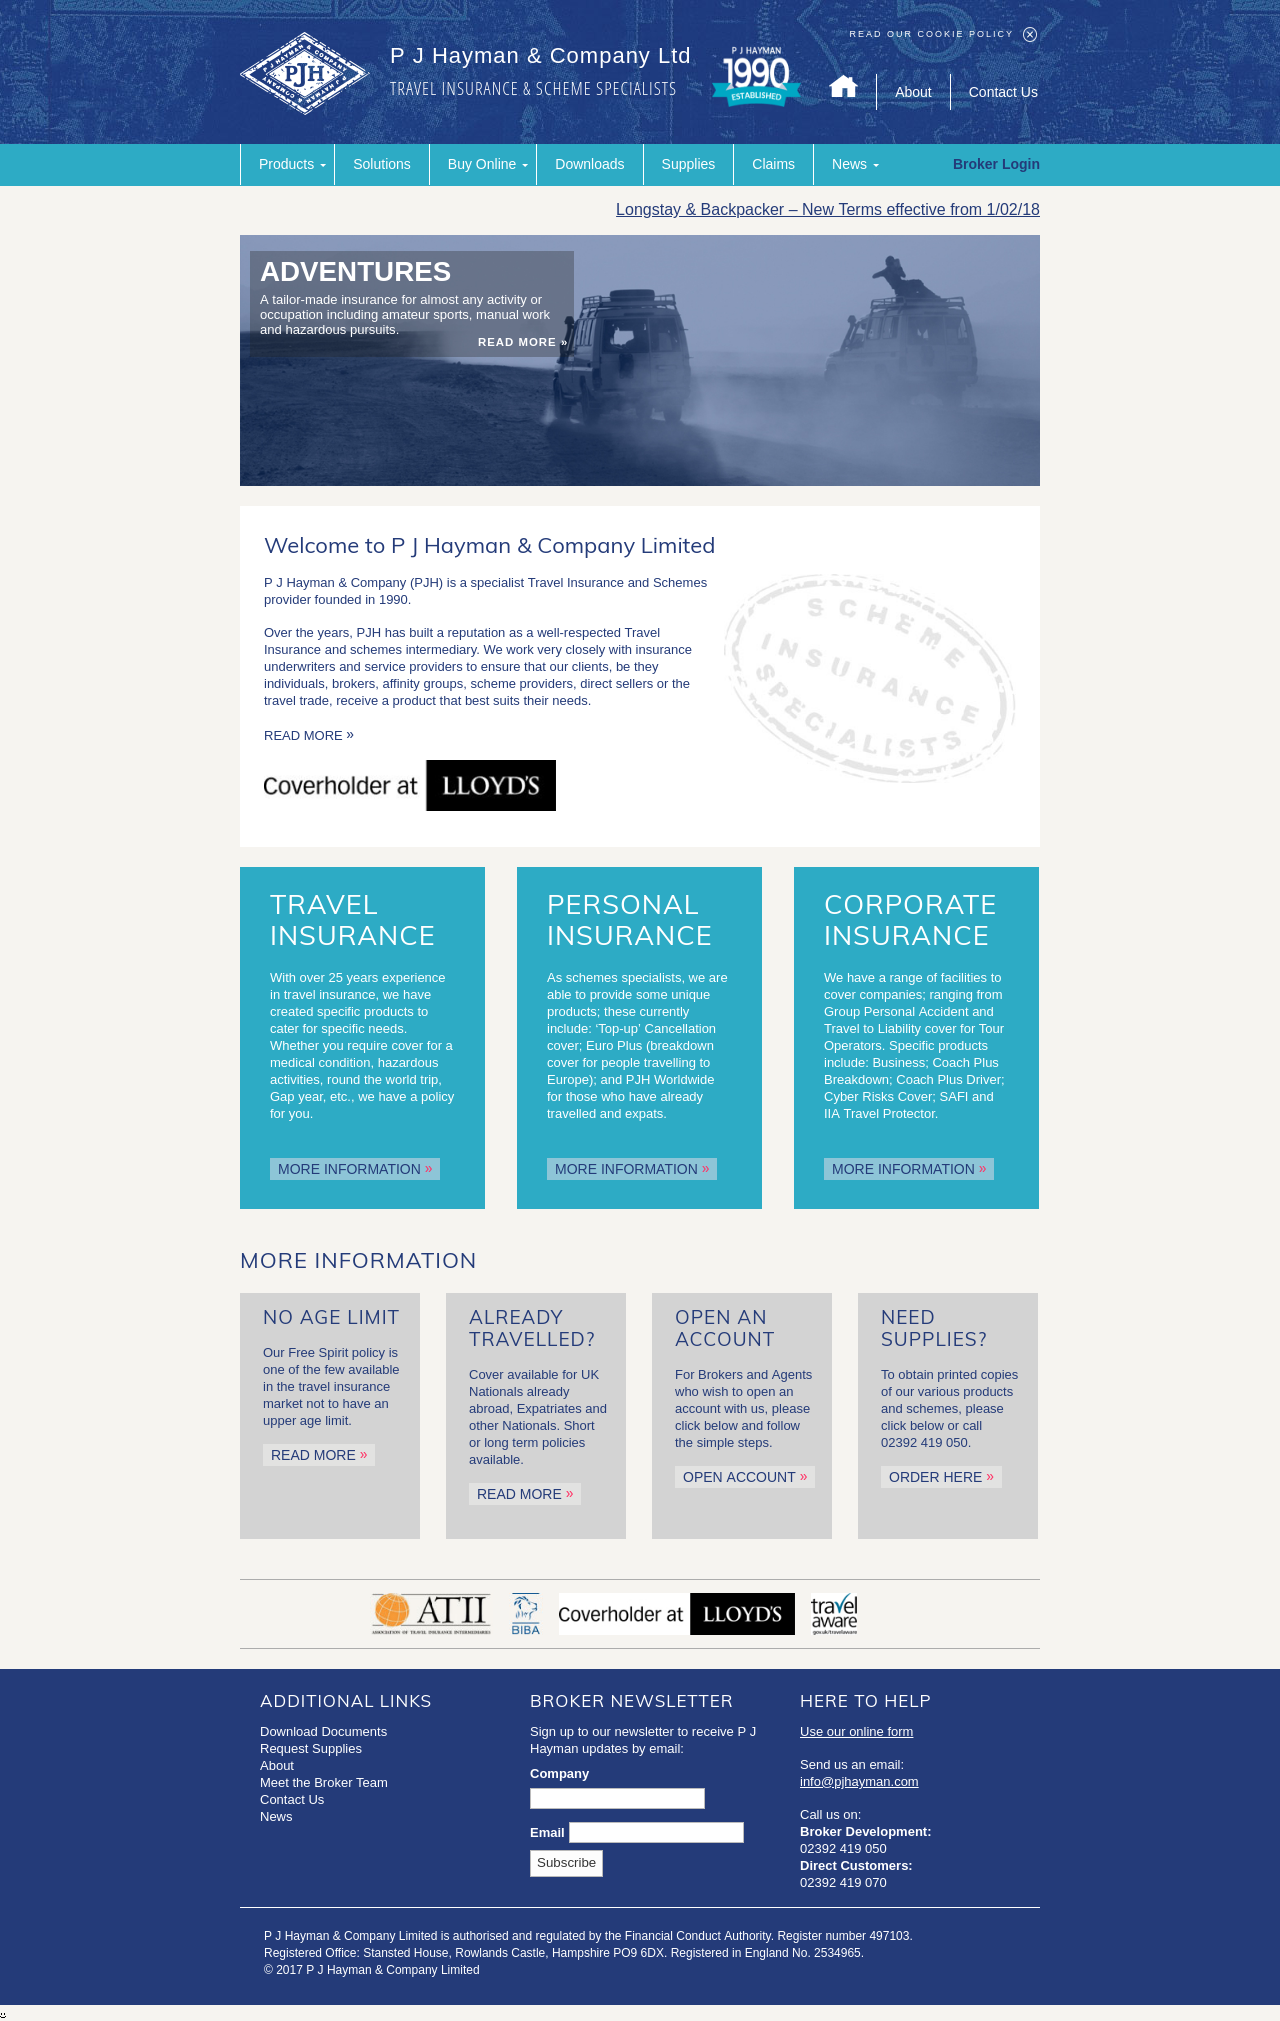 READ OUR COOKIE POLICY
PJH
P J HAYMAN & COMPANY
P J Hayman & Company Ltd
TRAVEL INSURANCE & SCHEME SPECIALISTS
P J HAYMAN
1990
ESTABLISHED
About
Contact Us
Products
Solutions
Buy Online
Downloads
Supplies
Claims
News
Broker Login
Longstay & Backpacker – New Terms effective from 1/02/18
ADVENTURES
A tailor-made insurance for almost any activity or
occupation including amateur sports, manual work
and hazardous pursuits.
READ MORE »
Welcome to P J Hayman & Company Limited
P J Hayman & Company (PJH) is a specialist Travel Insurance and Schemes
provider founded in 1990.
Over the years, PJH has built a reputation as a well-respected Travel
Insurance and schemes intermediary. We work very closely with insurance
underwriters and service providers to ensure that our clients, be they
individuals, brokers, affinity groups, scheme providers, direct sellers or the
travel trade, receive a product that best suits their needs.
READ MORE »
SCHEME
INSURANCE
SPECIALISTS
Coverholder at LLOYD'S
TRAVEL
INSURANCE
With over 25 years experience
in travel insurance, we have
created specific products to
cater for specific needs.
Whether you require cover for a
medical condition, hazardous
activities, round the world trip,
Gap year, etc., we have a policy
for you.
MORE INFORMATION »
PERSONAL
INSURANCE
As schemes specialists, we are
able to provide some unique
products; these currently
include: ‘Top-up’ Cancellation
cover; Euro Plus (breakdown
cover for people travelling to
Europe); and PJH Worldwide
for those who have already
travelled and expats.
MORE INFORMATION »
CORPORATE
INSURANCE
We have a range of facilities to
cover companies; ranging from
Group Personal Accident and
Travel to Liability cover for Tour
Operators. Specific products
include: Business; Coach Plus
Breakdown; Coach Plus Driver;
Cyber Risks Cover; SAFI and
IIA Travel Protector.
MORE INFORMATION »
MORE INFORMATION
NO AGE LIMIT
Our Free Spirit policy is
one of the few available
in the travel insurance
market not to have an
upper age limit.
READ MORE »
ALREADY
TRAVELLED?
Cover available for UK
Nationals already
abroad, Expatriates and
other Nationals. Short
or long term policies
available.
READ MORE »
OPEN AN
ACCOUNT
For Brokers and Agents
who wish to open an
account with us, please
click below and follow
the simple steps.
OPEN ACCOUNT »
NEED
SUPPLIES?
To obtain printed copies
of our various products
and schemes, please
click below or call
02392 419 050.
ORDER HERE »
ATII
ASSOCIATION OF TRAVEL INSURANCE INTERMEDIARIES
BIBA
Coverholder at LLOYD'S
travel
aware
gov.uk/travelaware
ADDITIONAL LINKS
Download Documents
Request Supplies
About
Meet the Broker Team
Contact Us
News
BROKER NEWSLETTER
Sign up to our newsletter to receive P J
Hayman updates by email:
Company
Email
Subscribe
HERE TO HELP
Use our online form
Send us an email:
info@pjhayman.com
Call us on:
Broker Development:
02392 419 050
Direct Customers:
02392 419 070
P J Hayman & Company Limited is authorised and regulated by the Financial Conduct Authority. Register number 497103.
Registered Office: Stansted House, Rowlands Castle, Hampshire PO9 6DX. Registered in England No. 2534965.
© 2017 P J Hayman & Company Limited